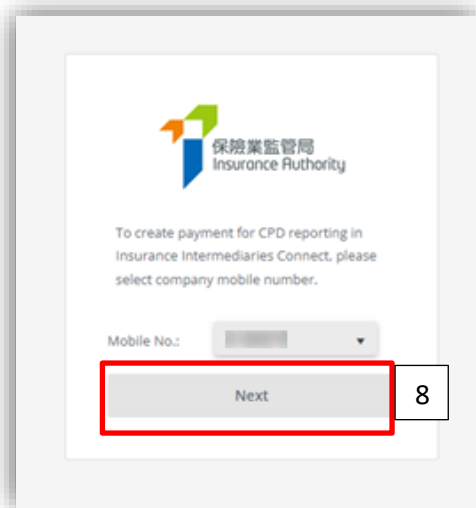 保險業監管局
Insurance Authority
To create payment for CPD reporting in
Insurance Intermediaries Connect, please
select company mobile number.
Mobile No.:
Next
8